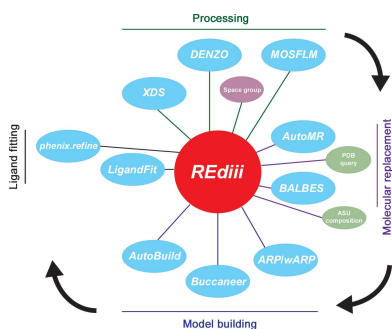 Processing
DENZO
MOSFLM
XDS
Space group
AutoMR
phenix.refine
PDB
query
LigandFit
REdiii
BALBES
ASU
composition
AutoBuild
ARP/wARP
Buccaneer
Ligand fitting
Molecular replacement
Model building